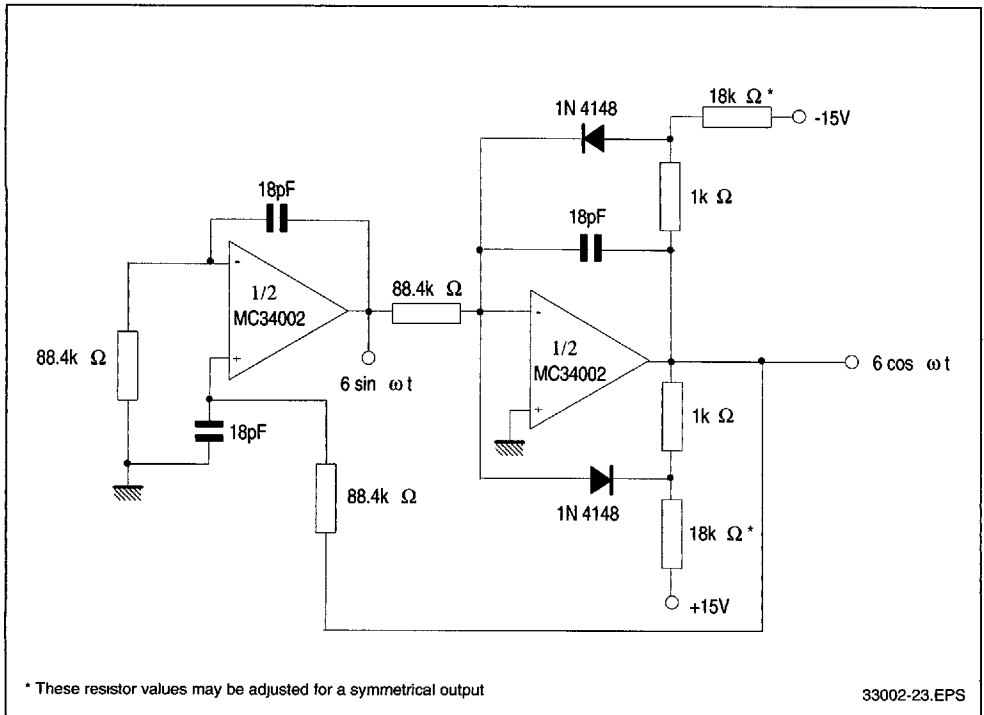 18k Ω *
1N 4148
-15V
18pF
1k Ω
18pF
1/2
MC34002
88.4k Ω
88.4k Ω
1/2
MC34002
6 sin ω t
6 cos ω t
18pF
1k Ω
88.4k Ω
1N 4148
18k Ω *
+15V
* These resistor values may be adjusted for a symmetrical output
33002-23.EPS
-
+
-
+